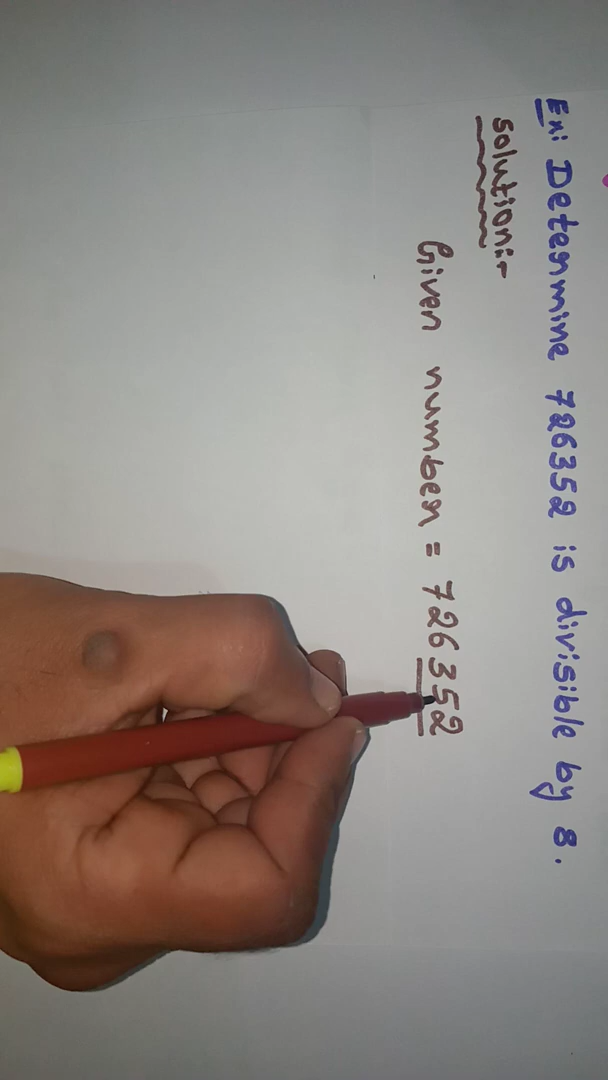 Ex: Determine 726352 is divisible by 8.
Solution:-
Given number = 726352